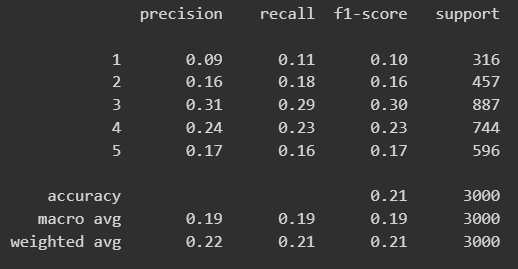 precision recall f1-score support
1 0.09 0.11 0.10 316
2 0.16 0.18 0.16 457
3 0.31 0.29 0.30 887
4 0.24 0.23 0.23 744
5 0.17 0.16 0.17 596
accuracy 0.21 3000
macro avg 0.19 0.19 0.19 3000
weighted avg 0.22 0.21 0.21 3000